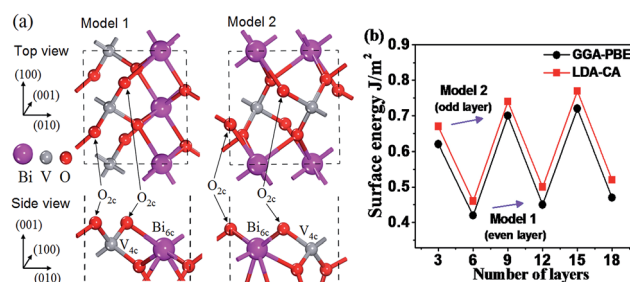 (a)
Model 1
Model 2
Top view
(100)
(001)
(010)
Bi V O
O2c
O2c
O2c
O2c
Side view
(001)
(100)
(010)
V4c
Bi6c
Bi6c
V4c
(b)
GGA-PBE
LDA-CA
Surface energy J/m²
0.9
0.8
0.7
0.6
0.5
0.4
Model 2
(odd layer)
Model 1
(even layer)
3 6 9 12 15 18
Number of layers